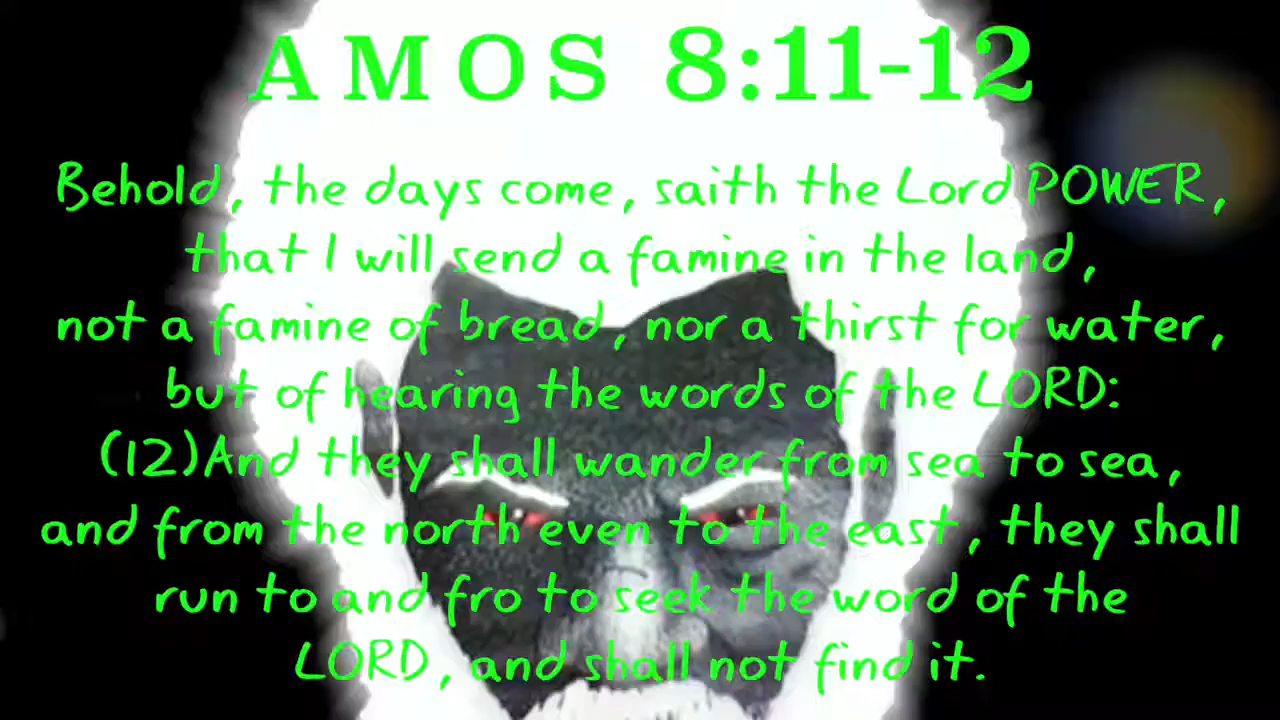 AMOS 8:11-12
Behold, the days come, saith the Lord POWER,
that I will send a famine in the land,
not a famine of bread, nor a thirst for water,
but of hearing the words of the LORD:
(12)And they shall wander from sea to sea,
and from the north even to the east, they shall
run to and fro to seek the word of the
LORD, and shall not find it.